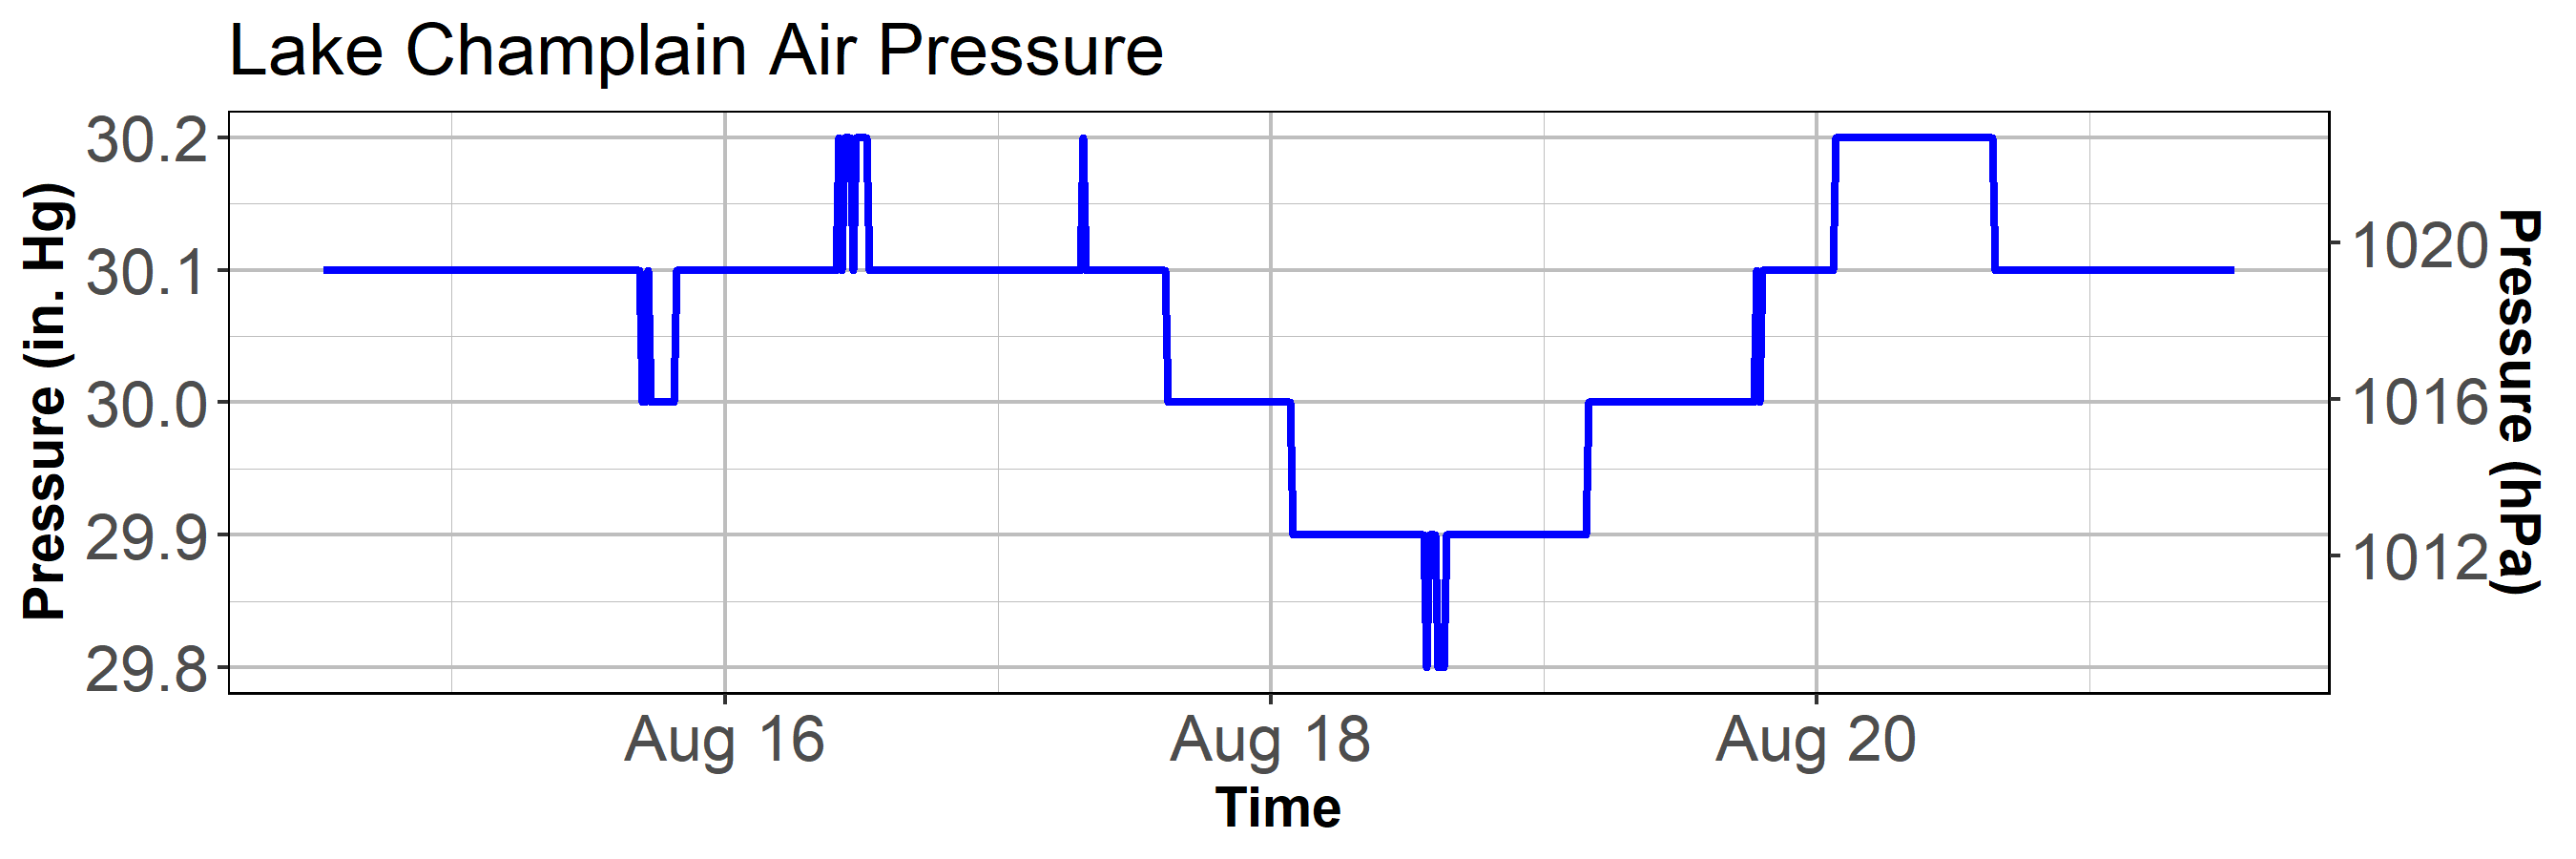 Lake Champlain Air Pressure
30.2
30.1
30.0
29.9
29.8
Pressure (in. Hg)
1020
1016
1012
Pressure (hPa)
Aug 16 Aug 18 Aug 20
Time